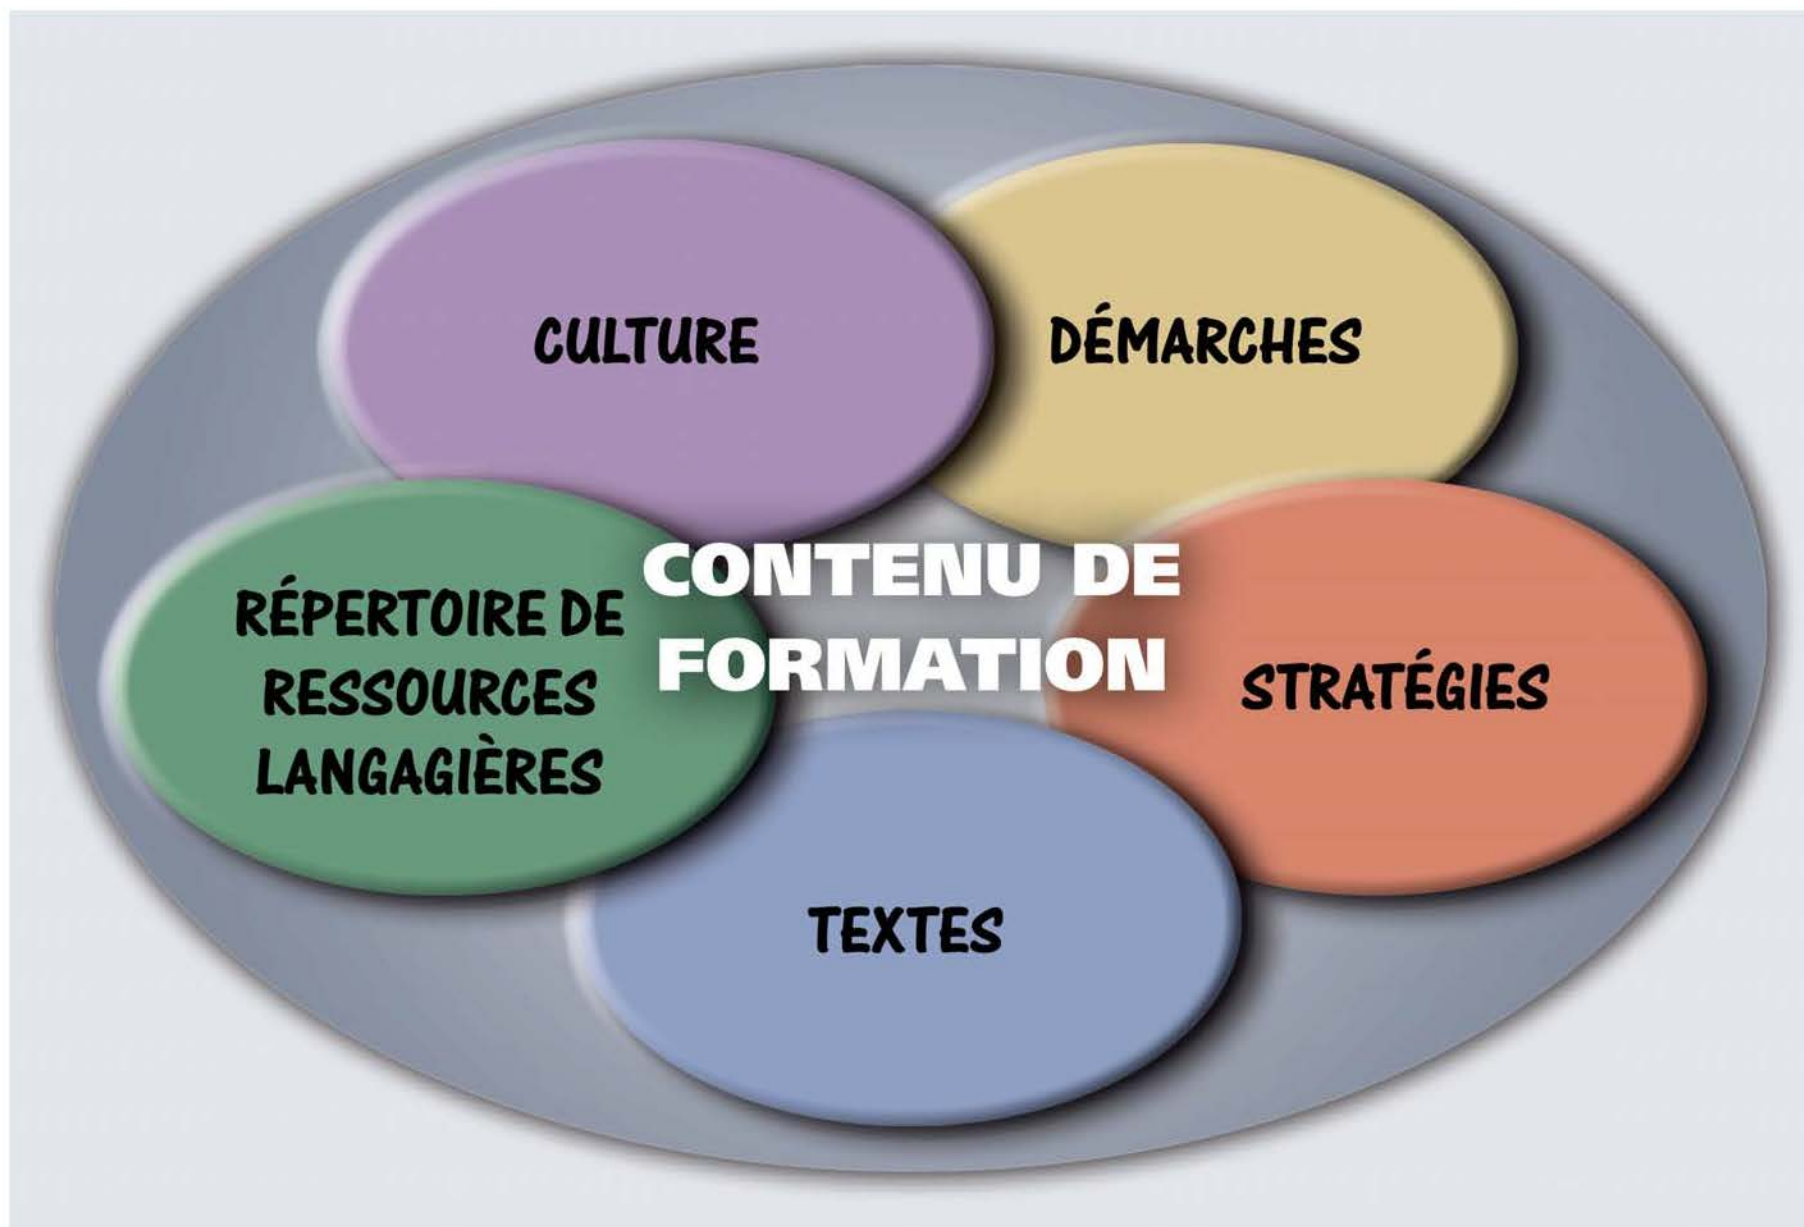 CULTURE
DÉMARCHES
CONTENU DE
FORMATION
RÉPERTOIRE DE
RESSOURCES
LANGAGIÈRES
STRATÉGIES
TEXTES